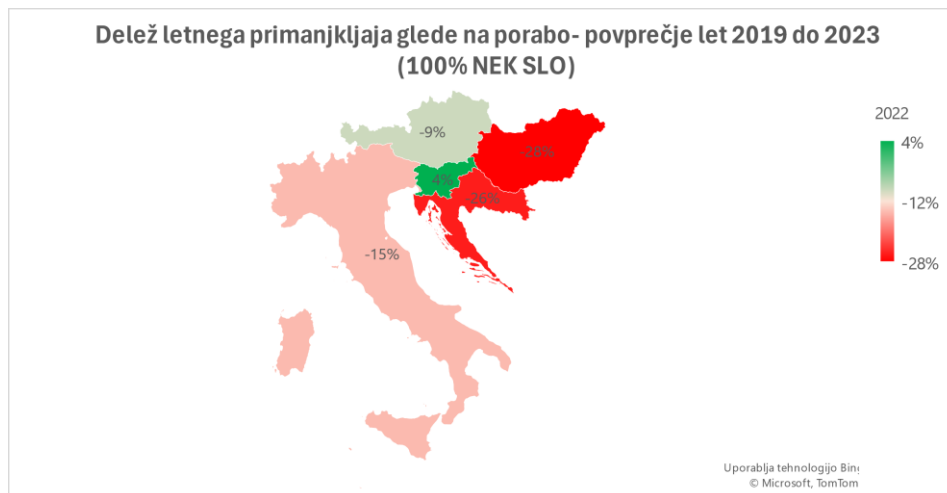 Delež letnega primanjkljaja glede na porabo- povprečje let 2019 do 2023
(100% NEK SLO)
2022
4%
-12%
-28%
-9%
-28%
4%
-26%
-15%
Uporablja tehnologijo Bing
© Microsoft, TomTom